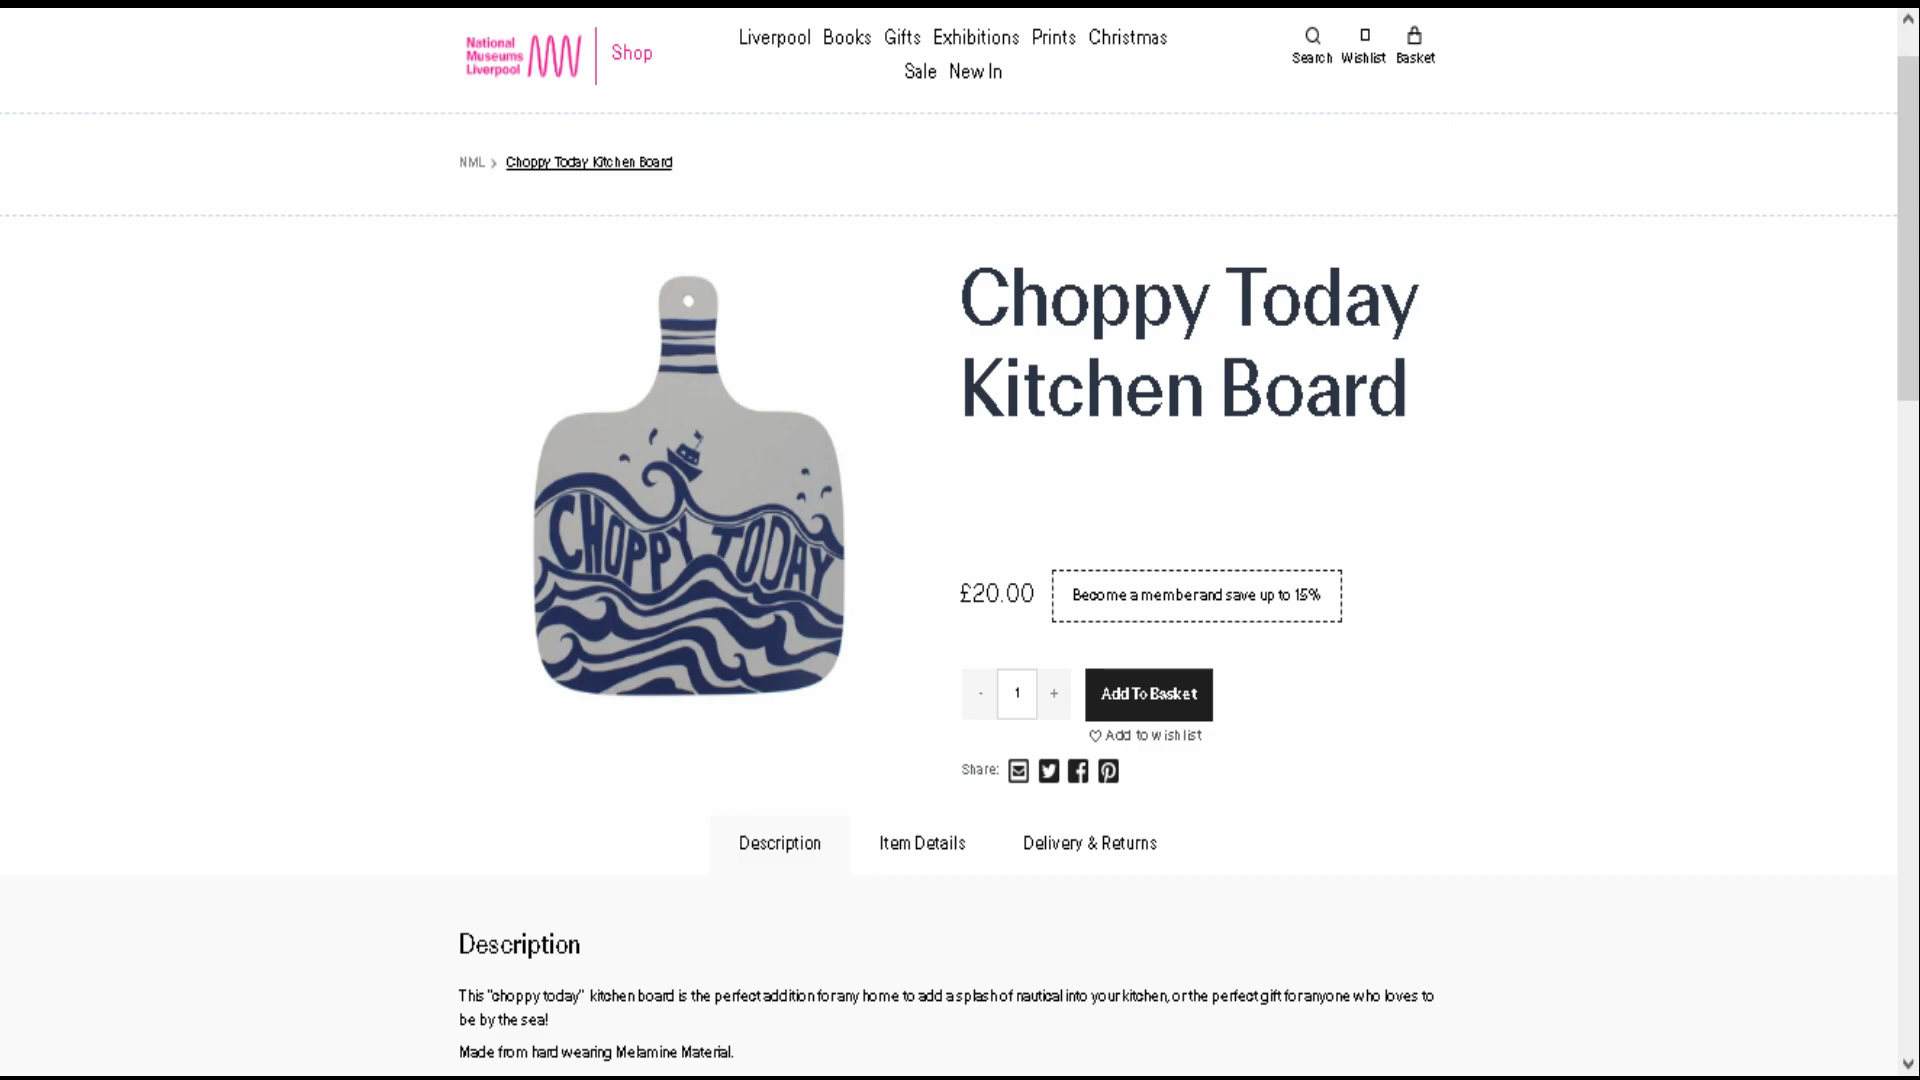 National
Museums
Liverpool
Shop
Liverpool Books Gifts Exhibitions Prints Christmas
Sale New In
Search Wishlist Basket
NML > Choppy Today Kitchen Board
Choppy Today
Kitchen Board
CHOPPY TODAY
£20.00
Become a member and save up to 15%
- 1 +
Add To Basket
Add to wishlist
Share:
Description
Item Details
Delivery & Returns
Description
This "choppy today" kitchen board is the perfect addition for any home to add a splash of nautical into your kitchen, or the perfect gift for anyone who loves to
be by the sea!
Made from hard wearing Melamine Material.